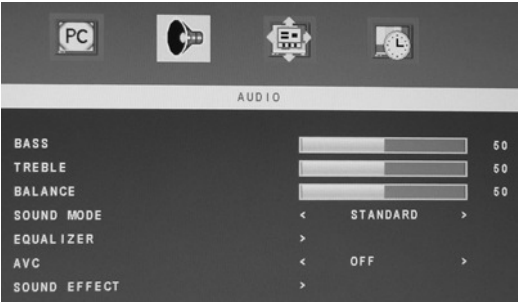 PC
AUDIO
BASS 50
TREBLE 50
BALANCE 50
SOUND MODE < STANDARD >
EQUALIZER >
AVC < OFF >
SOUND EFFECT >